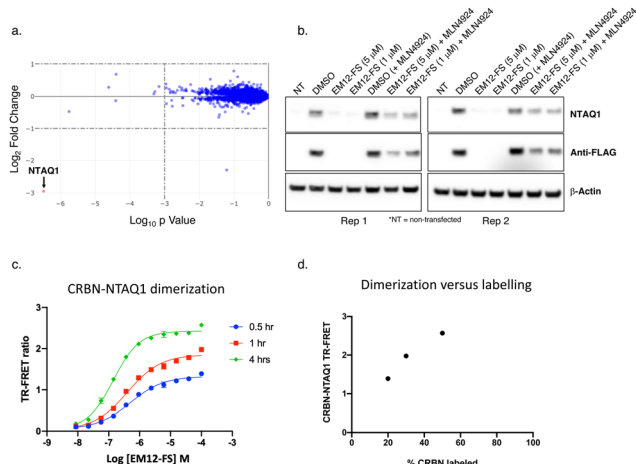 a.
Log2 Fold Change
1
0
−1
−2
−3
NTAQ1
−6
−5
−4
−3
−2
−1
0
Log10 p Value
b.
NT
DMSO
EM12-FS (5 µM)
EM12-FS (1 µM)
DMSO (+ MLN4924)
EM12-FS (5 µM) + MLN4924
EM12-FS (1 µM) + MLN4924
NT
DMSO
EM12-FS (5 µM)
EM12-FS (1 µM)
DMSO (+ MLN4924)
EM12-FS (5 µM) + MLN4924
EM12-FS (1 µM) + MLN4924
NTAQ1
Anti-FLAG
β-Actin
Rep 1
*NT = non-transfected
Rep 2
c.
CRBN-NTAQ1 dimerization
TR-FRET ratio
3
2
1
0
-9
-8
-7
-6
-5
-4
-3
Log [EM12-FS] M
0.5 hr
1 hr
4 hrs
d.
Dimerization versus labelling
CRBN-NTAQ1 TR-FRET
3
2
1
0
0
20
40
60
80
100
% CRBN labeled